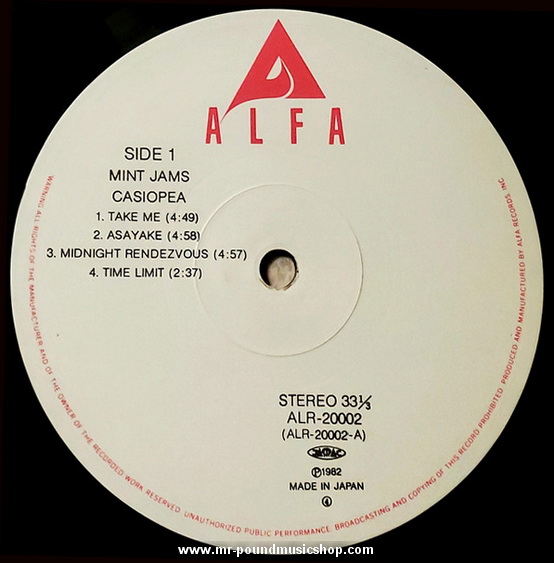 ALFA
SIDE 1
MINT JAMS
CASIOPEA
1. TAKE ME (4:49)
2. ASAYAKE (4:58)
3. MIDNIGHT RENDEZVOUS (4:57)
4. TIME LIMIT (2:37)
STEREO 33⅓
ALR-20002
(ALR-20002-A)
Ⓟ1982
MADE IN JAPAN
④
WARNING: ALL RIGHTS OF THE MANUFACTURER AND OF THE OWNER OF THE RECORDED WORK RESERVED. UNAUTHORIZED PUBLIC PERFORMANCE. BROADCASTING AND COPYING OF THIS RECORD PROHIBITED. PRODUCED AND MANUFACTURED BY ALFA RECORDS, INC.
www.mr-poundmusicshop.com